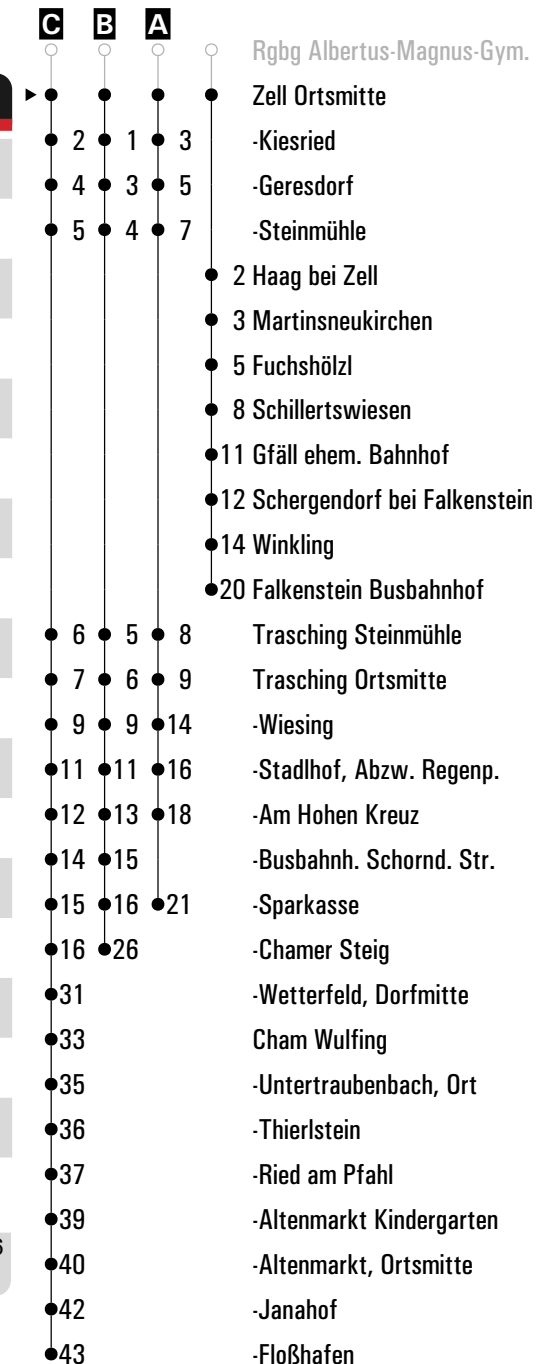 C B A
Rgbg Albertus-Magnus-Gym.
Zell Ortsmitte
2 1 3 -Kiesried
4 3 5 -Geresdorf
5 4 7 -Steinmühle
2 Haag bei Zell
3 Martinsneukirchen
5 Fuchshölzl
8 Schillertswiesen
11 Gfäll ehem. Bahnhof
12 Schergendorf bei Falkenstein
14 Winkling
20 Falkenstein Busbahnhof
6 5 8 Trasching Steinmühle
7 6 9 Trasching Ortsmitte
9 9 14 -Wiesing
11 11 16 -Stadlhof, Abzw. Regenp.
12 13 18 -Am Hohen Kreuz
14 15 -Busbahnh. Schornd. Str.
15 16 21 -Sparkasse
16 26 -Chamer Steig
31 -Wetterfeld, Dorfmitte
33 Cham Wulfing
35 -Untertraubenbach, Ort
36 -Thierlstein
37 -Ried am Pfahl
39 -Altenmarkt Kindergarten
40 -Altenmarkt, Ortsmitte
42 -Janahof
43 -Floßhafen